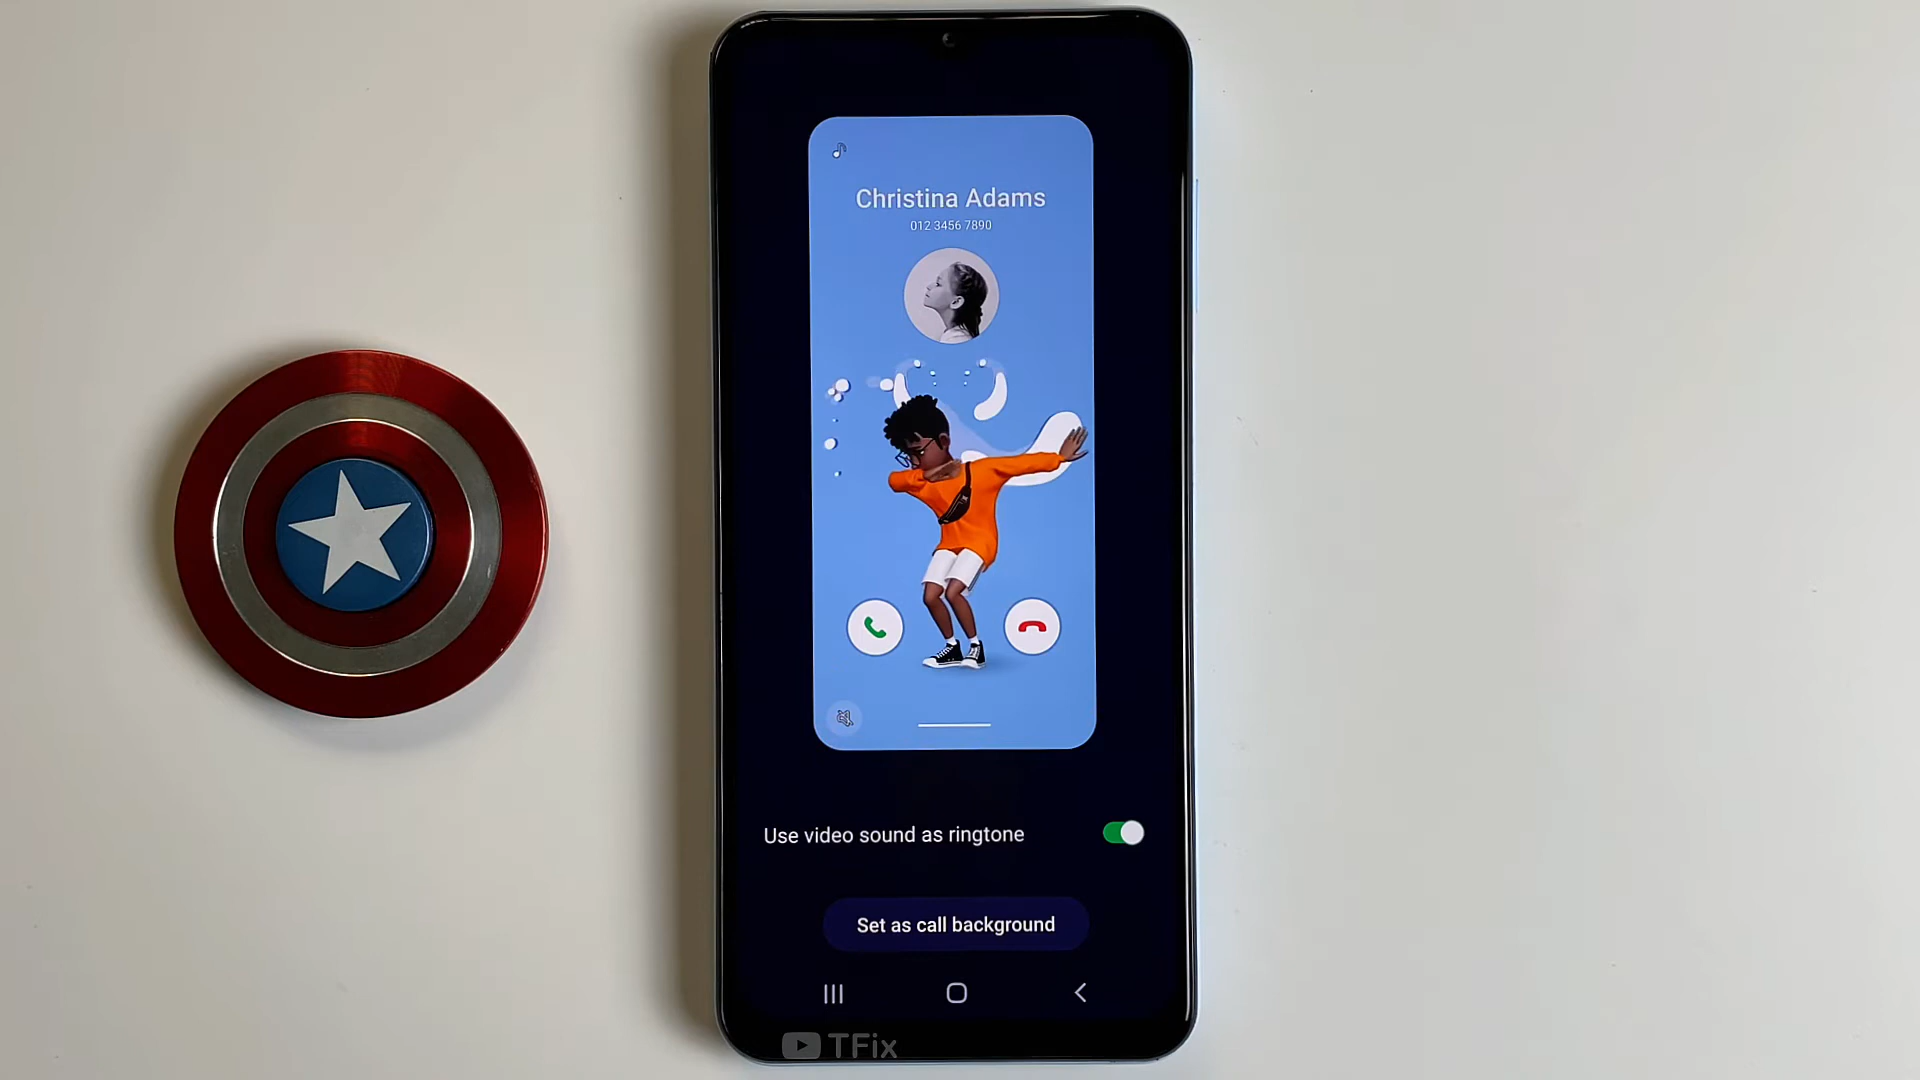 Christina Adams
012 3456 7890
Use video sound as ringtone
Set as call background
TFix